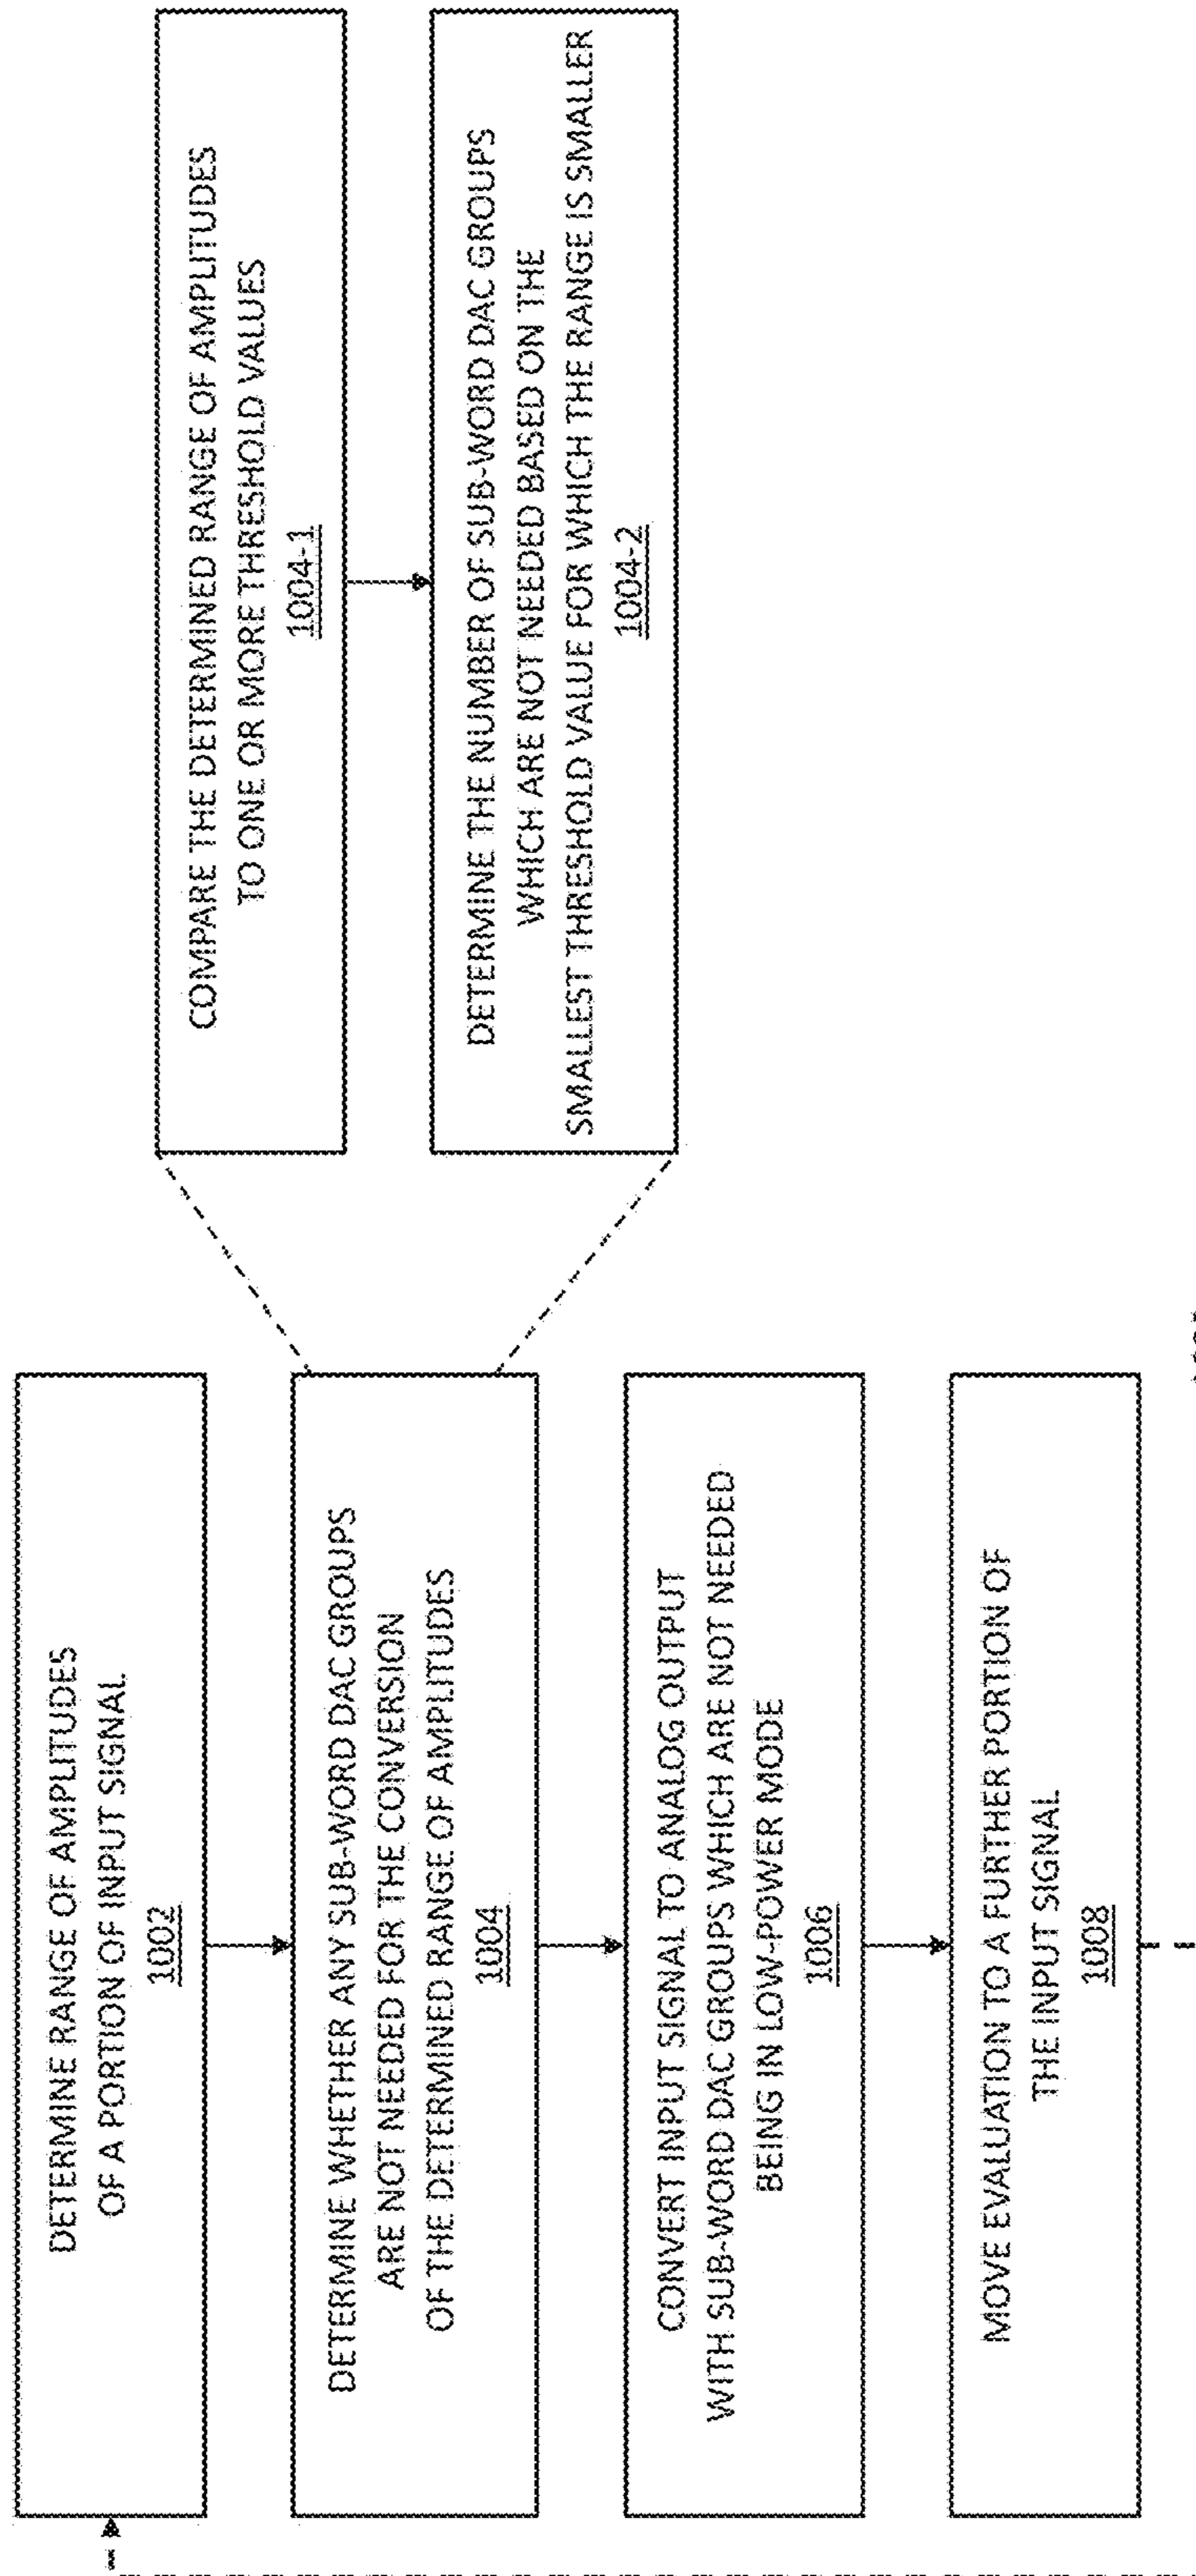 DETERMINE RANGE OF AMPLITUDES
OF A PORTION OF INPUT SIGNAL
1002
DETERMINE WHETHER ANY SUB-WORD DAC GROUPS
ARE NOT NEEDED FOR THE CONVERSION
OF THE DETERMINED RANGE OF AMPLITUDES
1004
CONVERT INPUT SIGNAL TO ANALOG OUTPUT
WITH SUB-WORD DAC GROUPS WHICH ARE NOT NEEDED
BEING IN LOW-POWER MODE
1006
MOVE EVALUATION TO A FURTHER PORTION OF
THE INPUT SIGNAL
1008
COMPARE THE DETERMINED RANGE OF AMPLITUDES
TO ONE OR MORE THRESHOLD VALUES
1004-1
DETERMINE THE NUMBER OF SUB-WORD DAC GROUPS
WHICH ARE NOT NEEDED BASED ON THE
SMALLEST THRESHOLD VALUE FOR WHICH THE RANGE IS SMALLER
1004-2